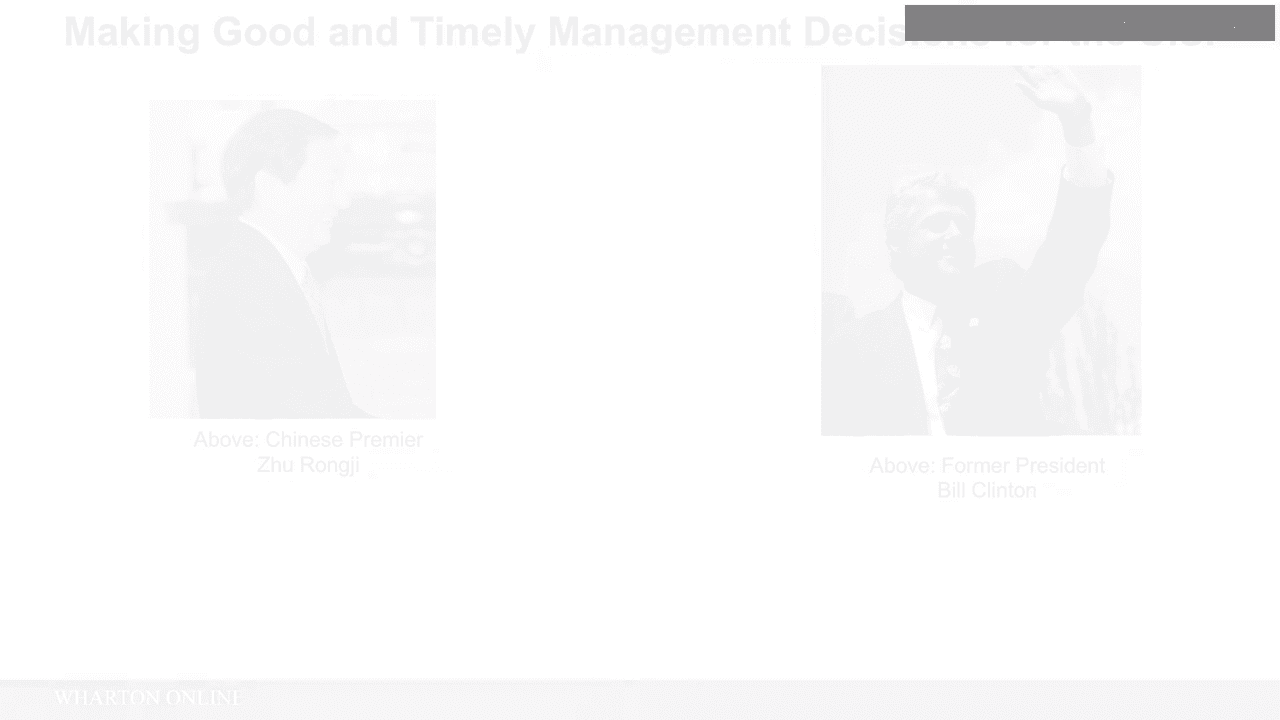 Making Good and Timely Management Decisions for the U.S.
Above: Chinese Premier
Zhu Rongji
Above: Former President
Bill Clinton
WHARTON ONLINE